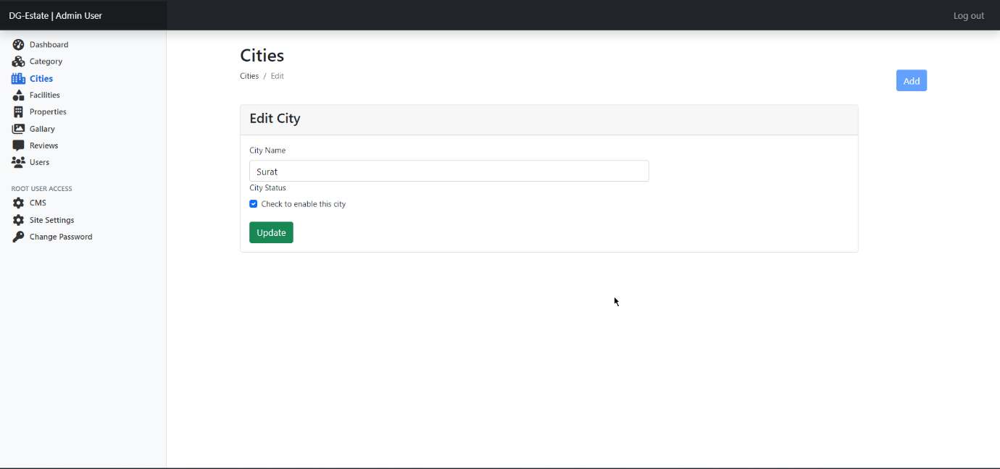 DG-Estate | Admin User
Log out
Dashboard
Category
Cities
Facilities
Properties
Gallary
Reviews
Users
ROOT USER ACCESS
CMS
Site Settings
Change Password
Cities
Cities / Edit
Add
Edit City
City Name
Surat
City Status
Check to enable this city
Update